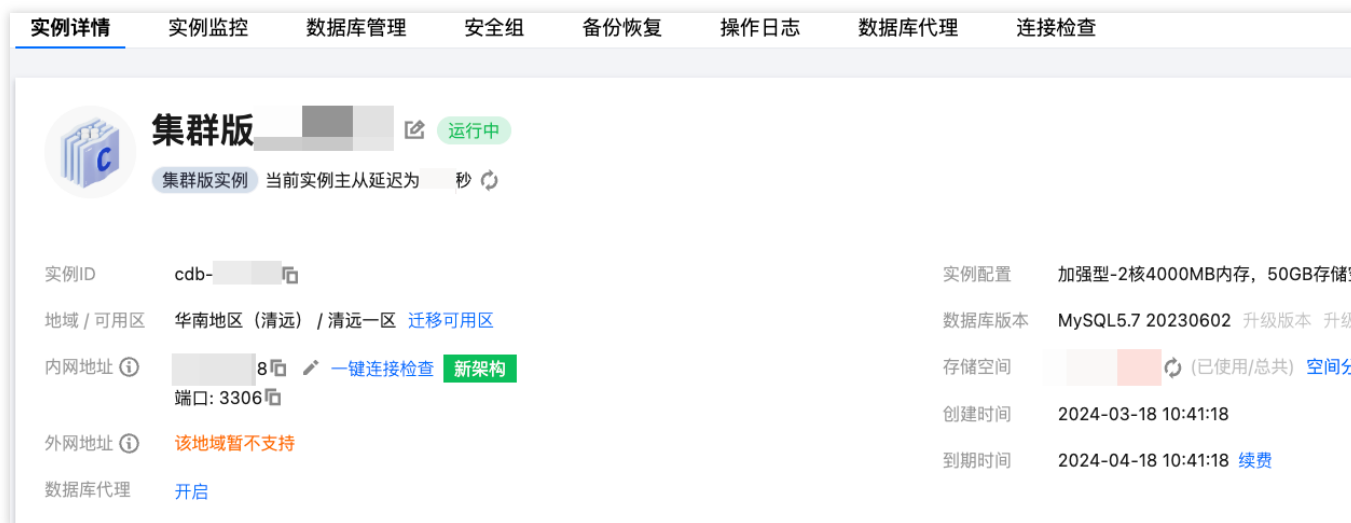 实例详情 实例监控 数据库管理 安全组 备份恢复 操作日志 数据库代理 连接检查
集群版 运行中
集群版实例 当前实例主从延迟为 秒
实例ID cdb- 实例配置 加强型-2核4000MB内存，50GB存储
地域 / 可用区 华南地区（清远） / 清远一区 迁移可用区 数据库版本 MySQL5.7 20230602 升级版本 升级
内网地址 8 一键连接检查 新架构 存储空间 (已使用/总共) 空间分
端口: 3306
创建时间 2024-03-18 10:41:18
外网地址 该地域暂不支持
到期时间 2024-04-18 10:41:18 续费
数据库代理 开启